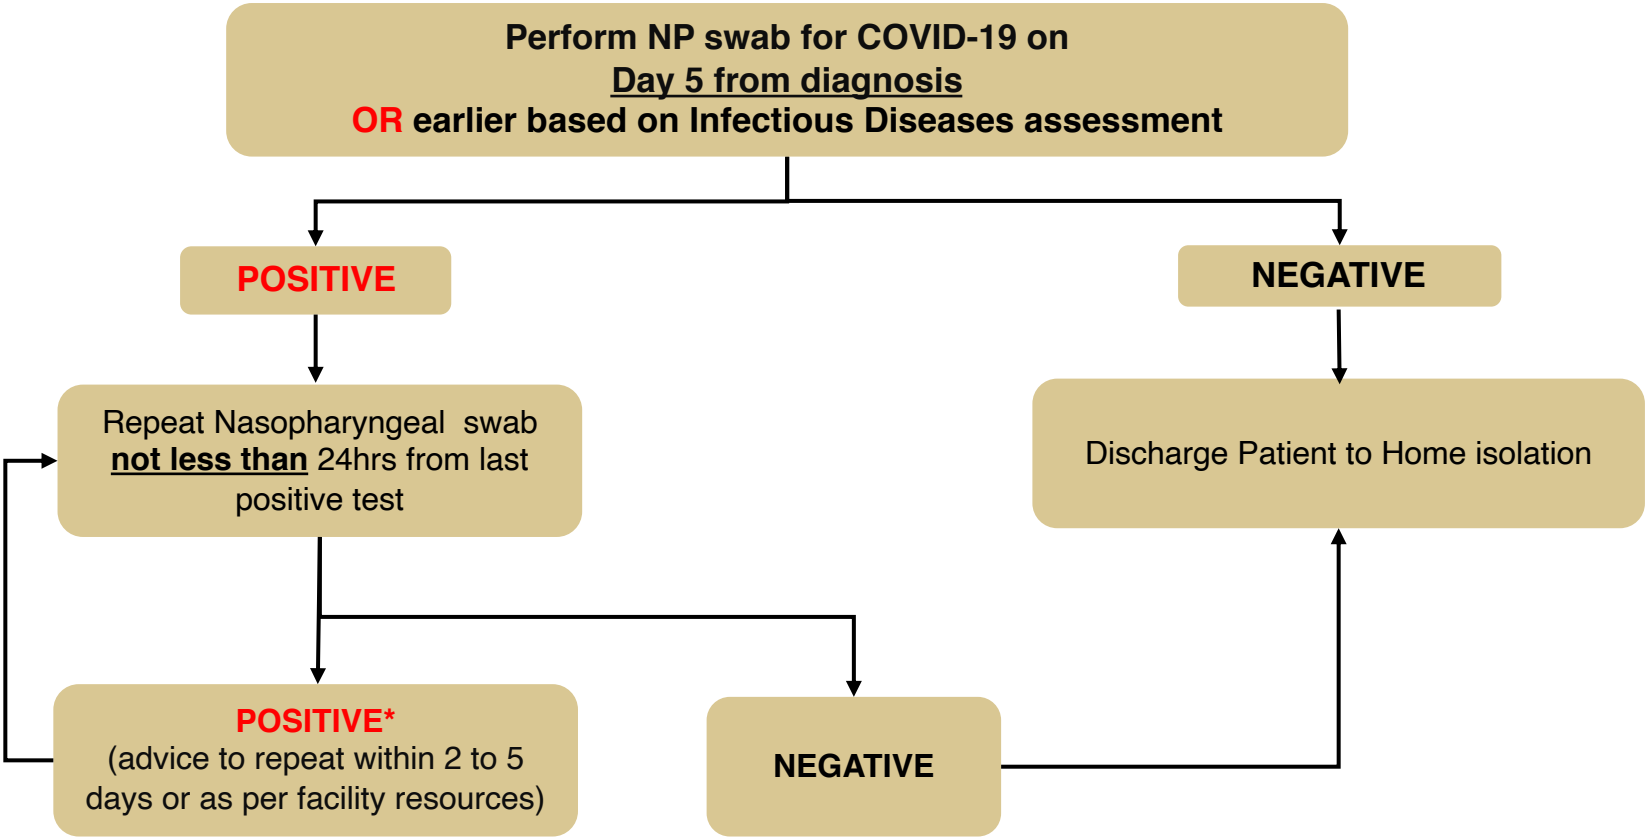 Perform NP swab for COVID-19 on
Day 5 from diagnosis
OR earlier based on Infectious Diseases assessment
POSITIVE
NEGATIVE
Repeat Nasopharyngeal swab
not less than 24hrs from last
positive test
Discharge Patient to Home isolation
POSITIVE*
(advice to repeat within 2 to 5
days or as per facility resources)
NEGATIVE